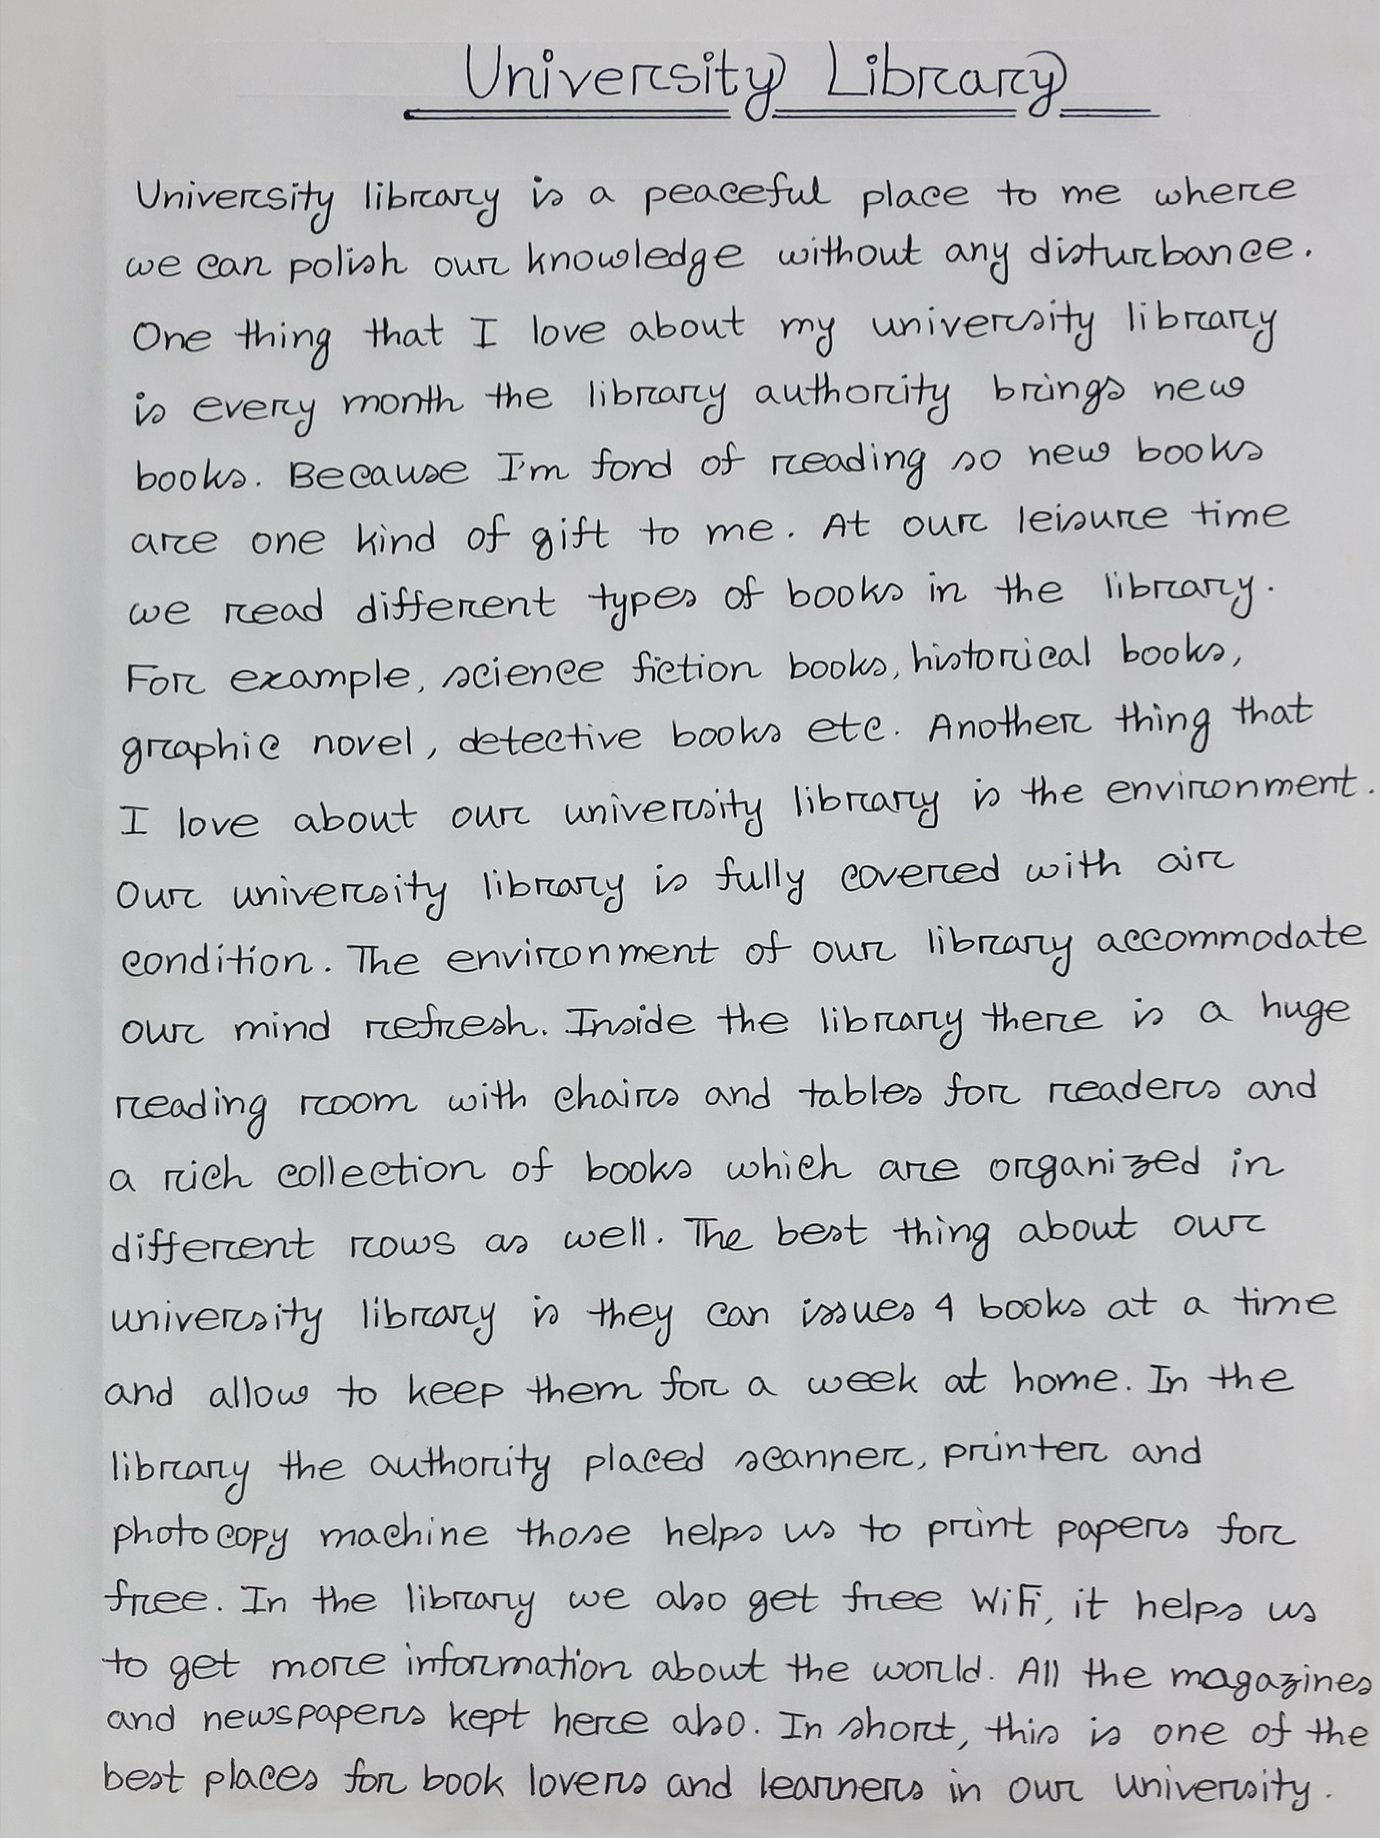 University Library
University library is a peaceful place to me where
we can polish our knowledge without any disturbance.
One thing that I love about my university library
is every month the library authority brings new
books. Because I'm fond of reading so new books
are one kind of gift to me. At our leisure time
we read different types of books in the library.
For example, science fiction books, historical books,
graphic novel, detective books etc. Another thing that
I love about our university library is the environment.
Our university library is fully covered with air
condition. The environment of our library accommodate
our mind refresh. Inside the library there is a huge
reading room with chairs and tables for readers and
a rich collection of books which are organized in
different rows as well. The best thing about our
university library is they can issues 4 books at a time
and allow to keep them for a week at home. In the
library the authority placed scanner, printer and
photocopy machine those helps us to print papers for
free. In the library we also get free WiFi, it helps us
to get more information about the world. All the magazines
and newspapers kept here also. In short, this is one of the
best places for book lovers and learners in our university.